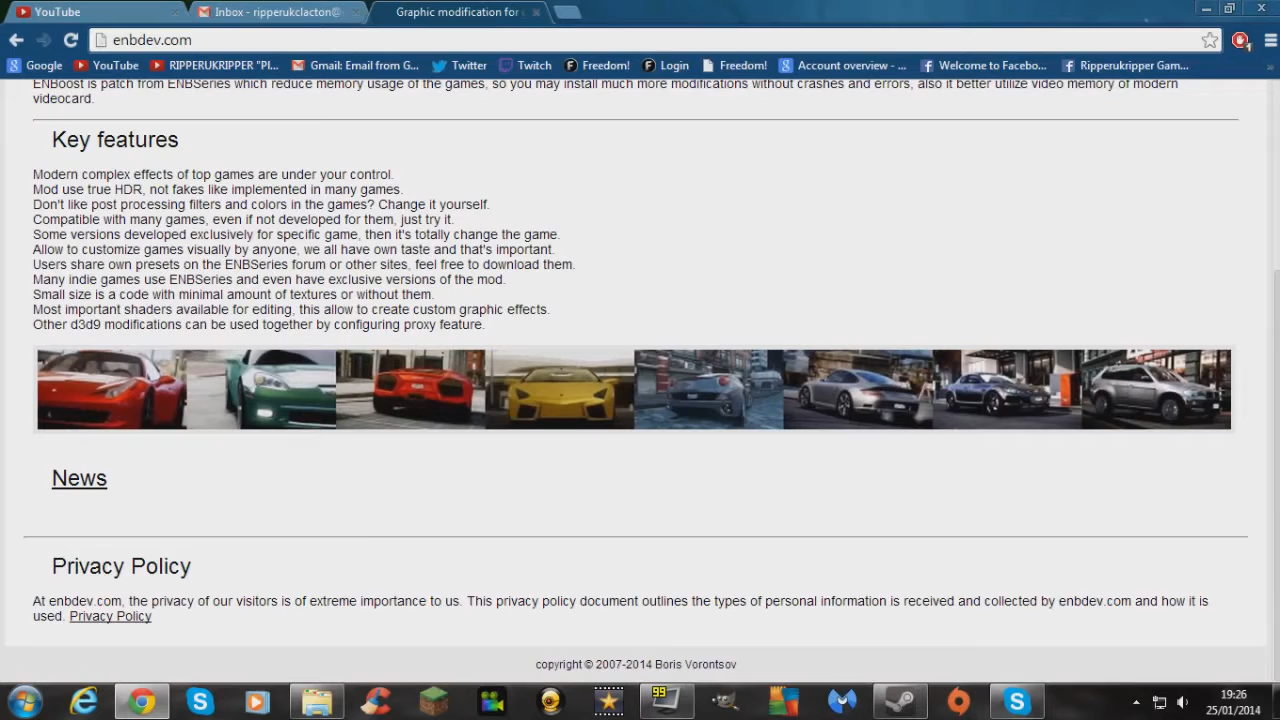 YouTube
Inbox - ripperukclacton@
Graphic modification for
enbdev.com
Google YouTube RIPPERUKRIPPER "Pl... Gmail: Email from G... Twitter Twitch Freedom! Login Freedom! Account overview - ... Welcome to Facebo... Ripperukripper Gam... »
ENBoost is patch from ENBSeries which reduce memory usage of the games, so you may install much more modifications without crashes and errors, also it better utilize video memory of modern
videocard.
Key features
Modern complex effects of top games are under your control.
Mod use true HDR, not fakes like implemented in many games.
Don't like post processing filters and colors in the games? Change it yourself.
Compatible with many games, even if not developed for them, just try it.
Some versions developed exclusively for specific game, then it's totally change the game.
Allow to customize games visually by anyone, we all have own taste and that's important.
Users share own presets on the ENBSeries forum or other sites, feel free to download them.
Many indie games use ENBSeries and even have exclusive versions of the mod.
Small size is a code with minimal amount of textures or without them.
Most important shaders available for editing, this allow to create custom graphic effects.
Other d3d9 modifications can be used together by configuring proxy feature.
News
Privacy Policy
At enbdev.com, the privacy of our visitors is of extreme importance to us. This privacy policy document outlines the types of personal information is received and collected by enbdev.com and how it is
used. Privacy Policy
copyright © 2007-2014 Boris Vorontsov
99
19:26
25/01/2014